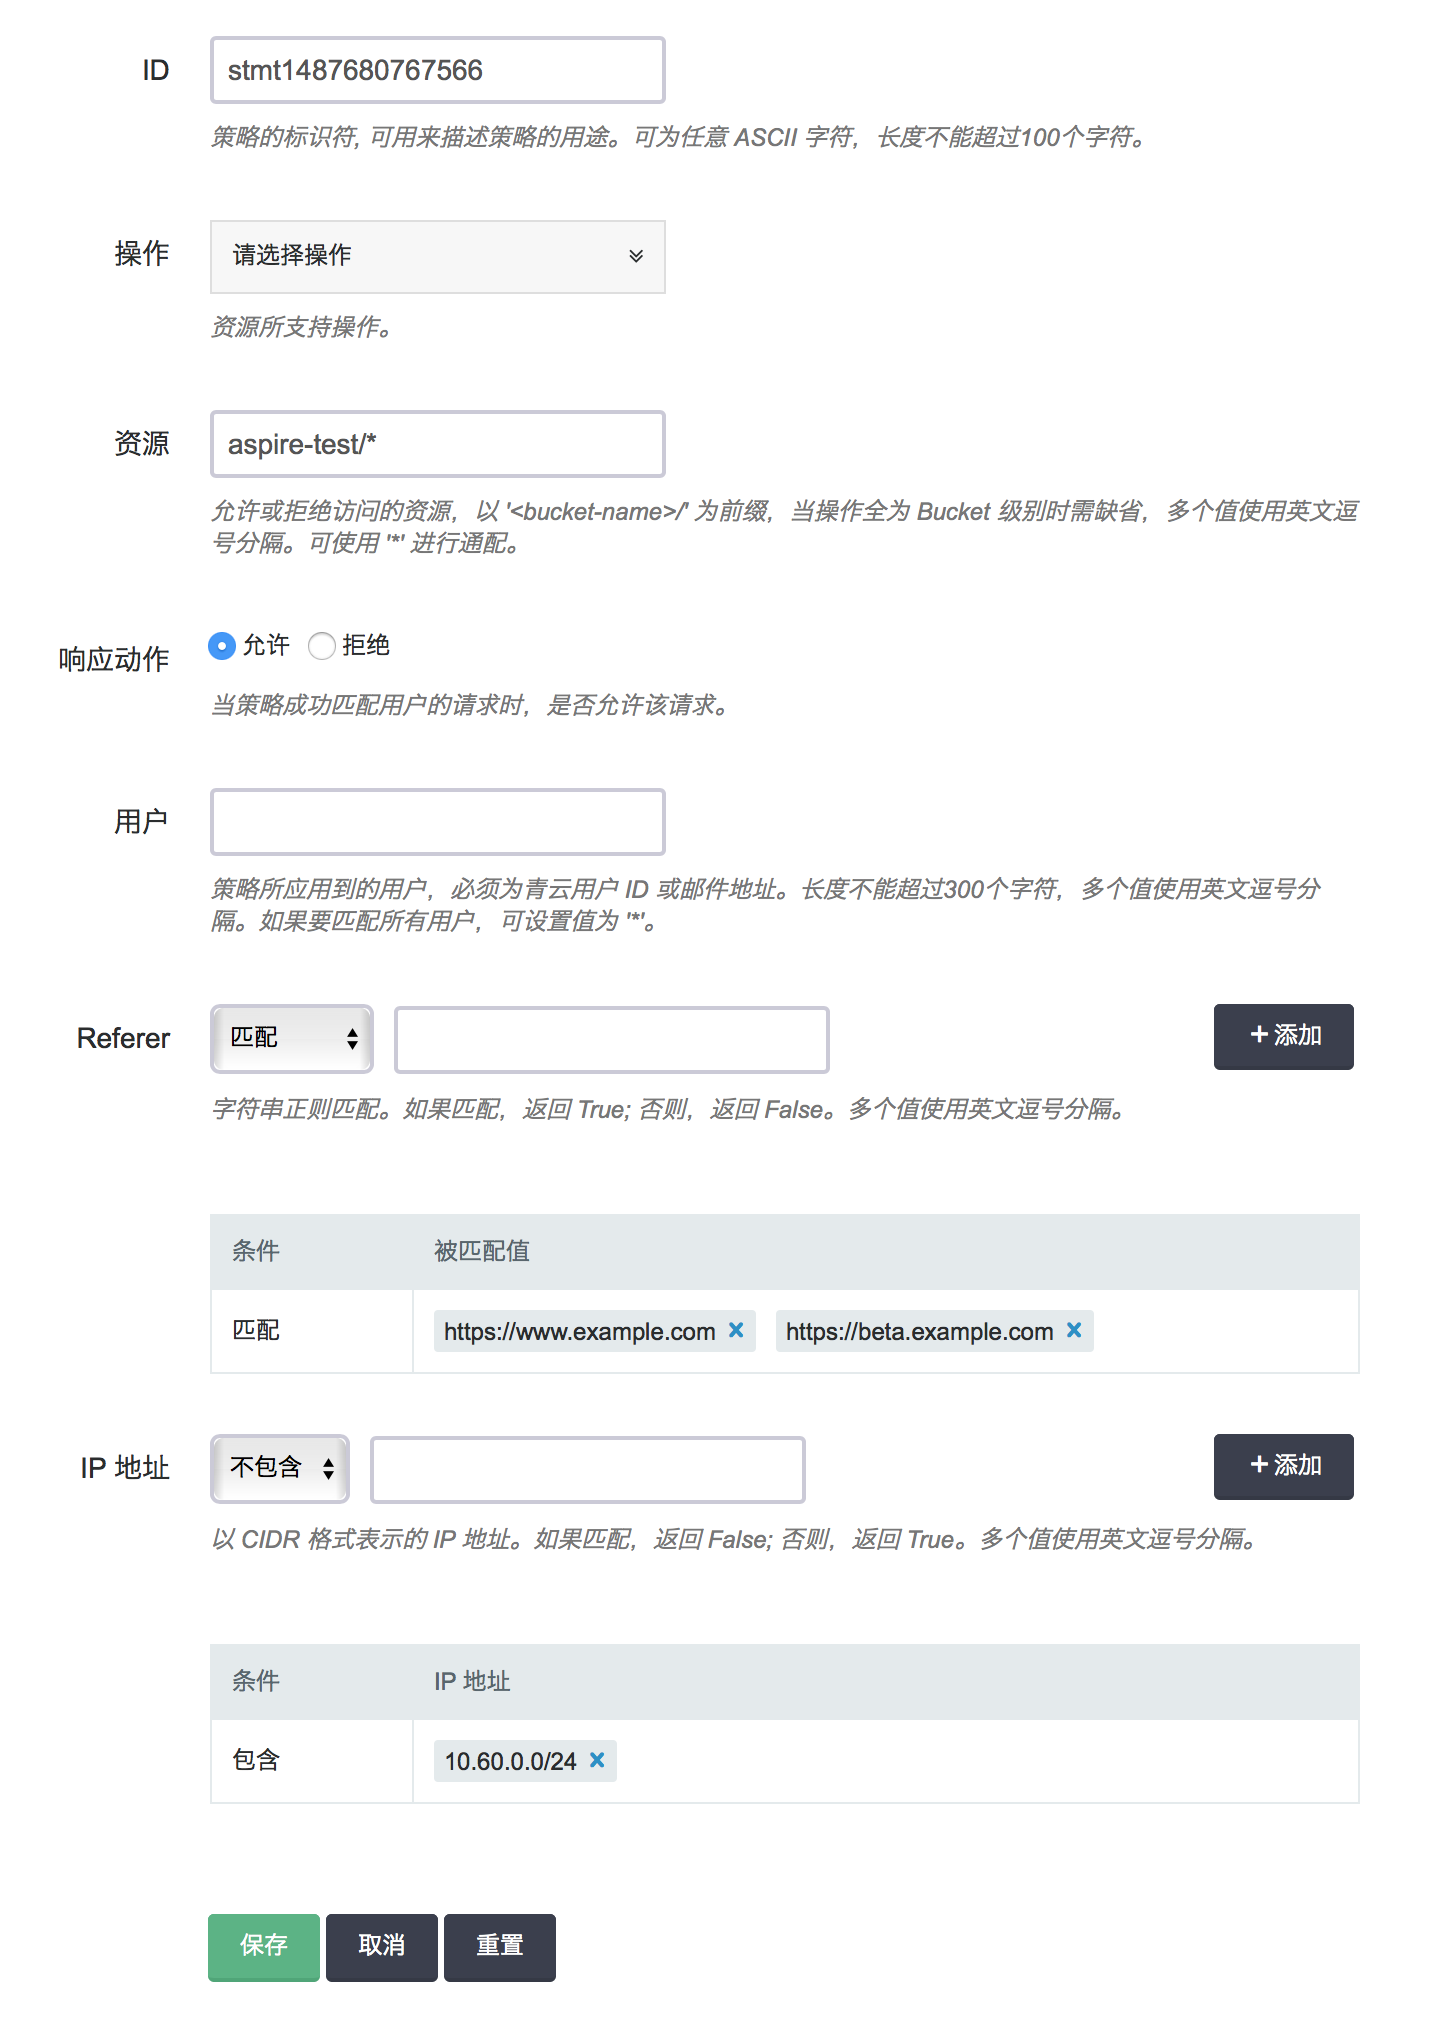 ID
stmt1487680767566
策略的标识符, 可用来描述策略的用途。可为任意 ASCII 字符，长度不能超过100个字符。
操作
请选择操作
资源所支持操作。
资源
aspire-test/*
允许或拒绝访问的资源，以 '<bucket-name>/' 为前缀，当操作全为 Bucket 级别时需缺省，多个值使用英文逗
号分隔。可使用 '*' 进行通配。
响应动作
允许 拒绝
当策略成功匹配用户的请求时，是否允许该请求。
用户
策略所应用到的用户，必须为青云用户 ID 或邮件地址。长度不能超过300个字符，多个值使用英文逗号分
隔。如果要匹配所有用户，可设置值为 '*'。
Referer
匹配
+添加
字符串正则匹配。如果匹配，返回 True; 否则，返回 False。多个值使用英文逗号分隔。
条件 被匹配值
匹配 https://www.example.com × https://beta.example.com ×
IP 地址
不包含
+添加
以 CIDR 格式表示的 IP 地址。如果匹配，返回 False; 否则，返回 True。多个值使用英文逗号分隔。
条件 IP 地址
包含 10.60.0.0/24 ×
保存 取消 重置